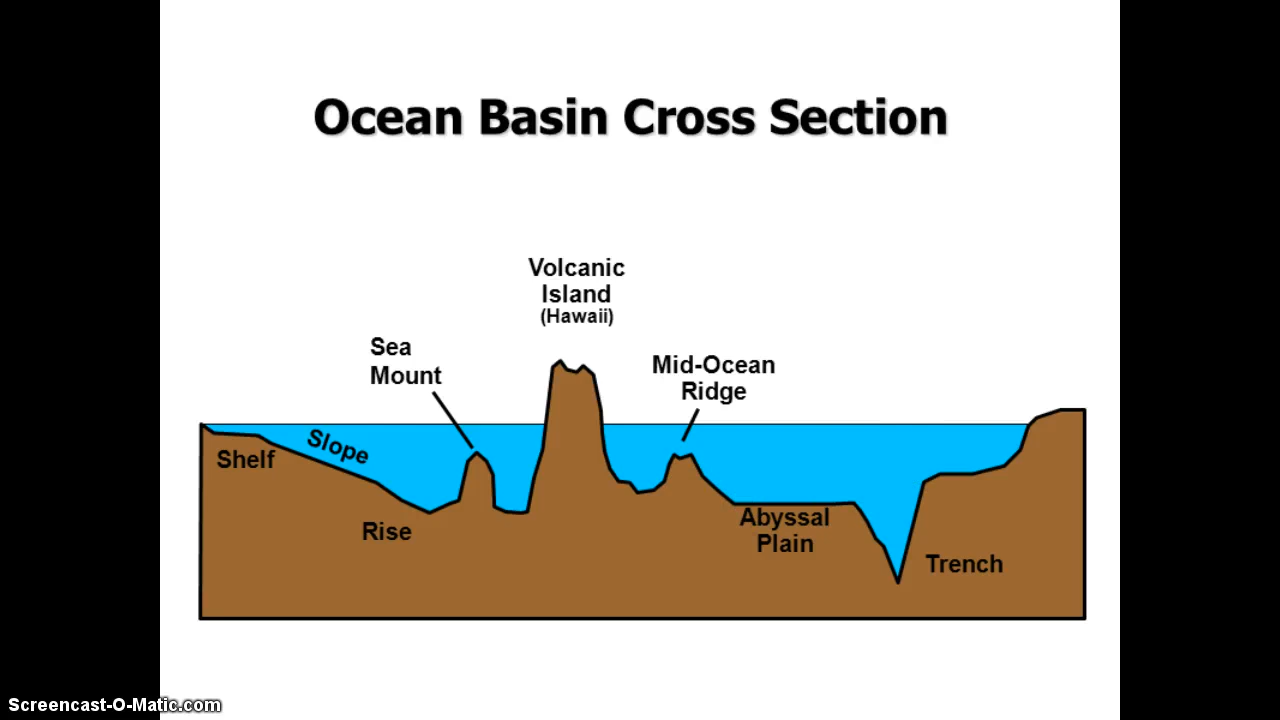 Ocean Basin Cross Section
Volcanic
Island
(Hawaii)
Sea
Mount
Mid-Ocean
Ridge
Slope
Shelf
Rise
Abyssal
Plain
Trench
Screencast-O-Matic.com